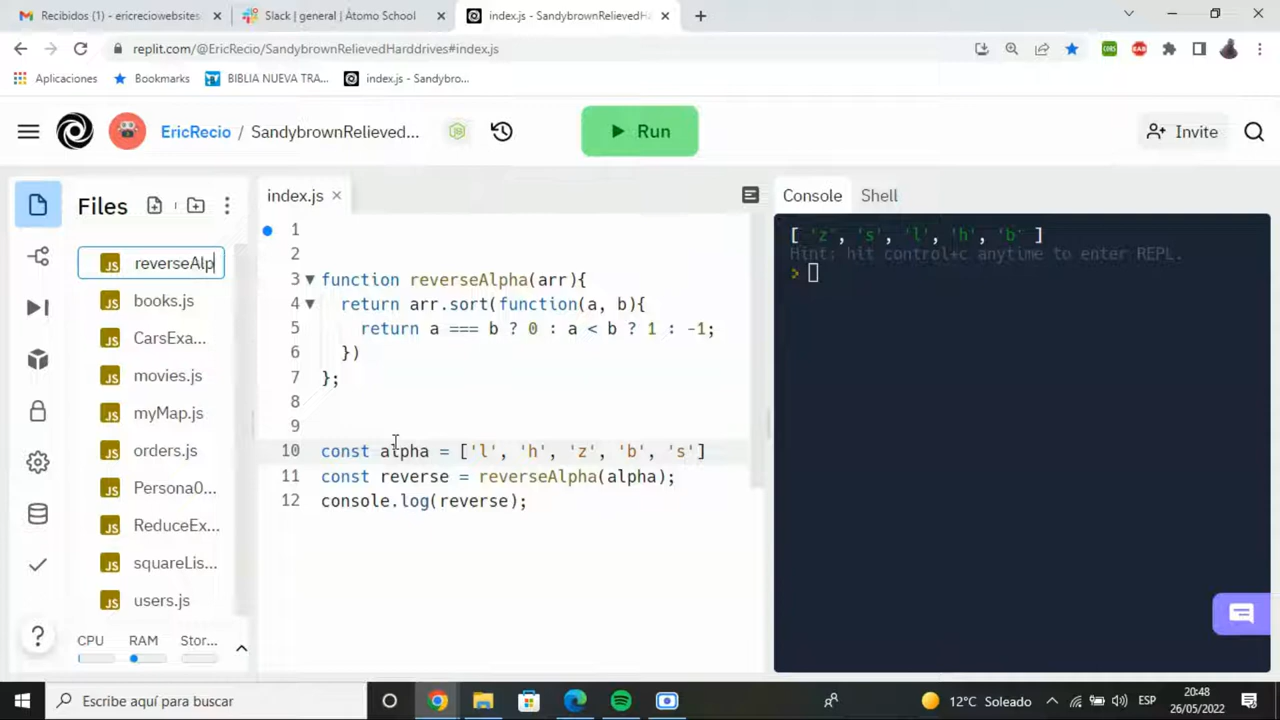 Recibidos (1) - ericreciowebsites
Slack | general | Átomo School
index.js - SandybrownRelievedHa
replit.com/@EricRecio/SandybrownRelievedHarddrives#index.js
CORS
Aplicaciones
Bookmarks
BIBLIA NUEVA TRA...
index.js - Sandybro...
EricRecio / SandybrownRelieved...
Run
Invite
Files
index.js
Console
Shell
reverseAlp
books.js
CarsExa...
movies.js
myMap.js
orders.js
Persona0...
ReduceEx...
squareLis...
users.js
CPU
RAM
Stor...
1
2
3 function reverseAlpha(arr){
4 return arr.sort(function(a, b){
5 return a === b ? 0 : a < b ? 1 : -1;
6 })
7 };
8
9
10 const alpha = ['l', 'h', 'z', 'b', 's']
11 const reverse = reverseAlpha(alpha);
12 console.log(reverse);
[ 'z', 's', 'l', 'h', 'b' ]
Hint: hit control+c anytime to enter REPL.
>
Escribe aquí para buscar
12°C Soleado
ESP
20:48
26/05/2022